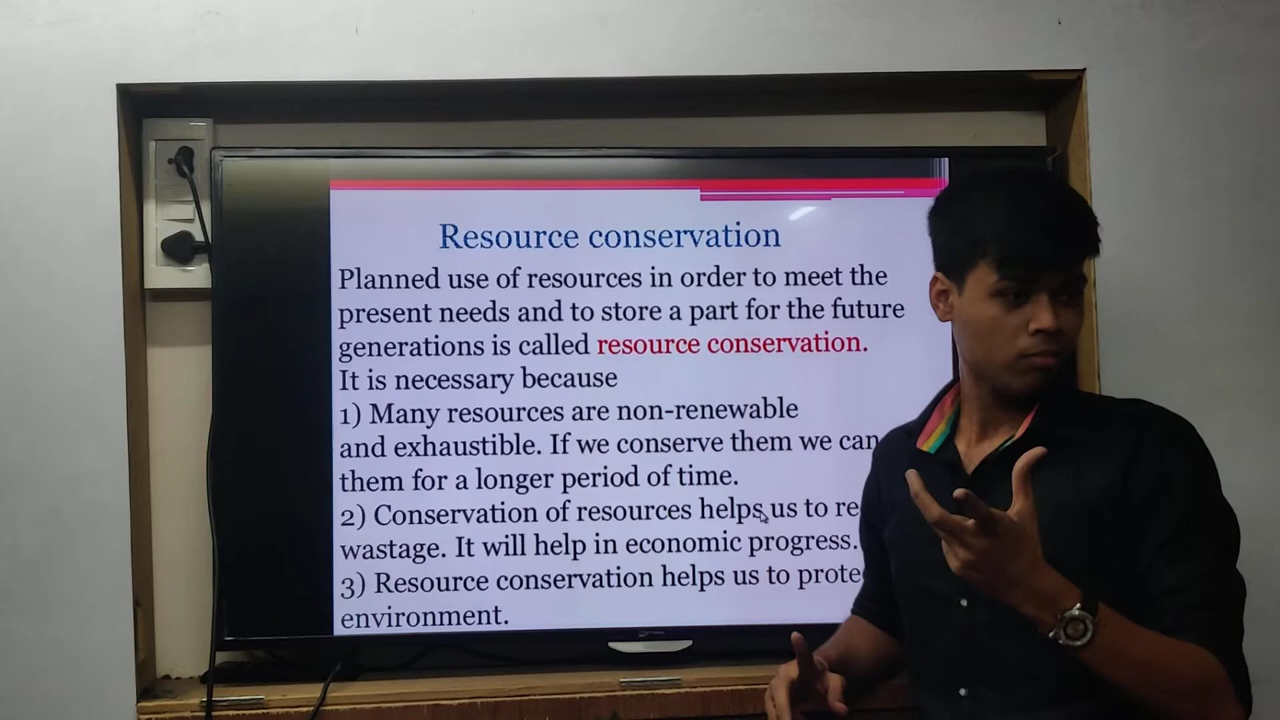 Resource conservation
Planned use of resources in order to meet the
present needs and to store a part for the future
generations is called resource conservation.
It is necessary because
1) Many resources are non-renewable
and exhaustible. If we conserve them we can
them for a longer period of time.
2) Conservation of resources helps us to re
wastage. It will help in economic progress.
3) Resource conservation helps us to prote
environment.